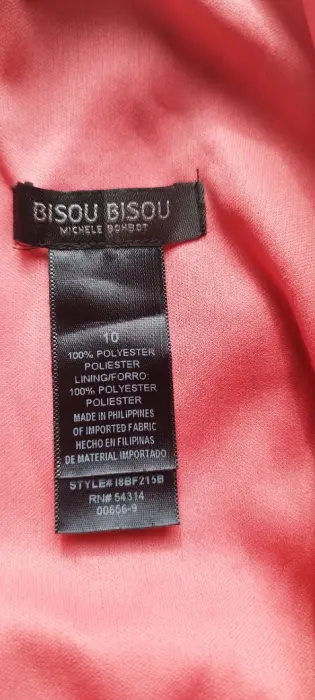 BISOU BISOU
MICHELE BOHBOT
10
100% POLYESTER
POLIESTER
LINING/FORRO:
100% POLYESTER
POLIESTER
MADE IN PHILIPPINES
OF IMPORTED FABRIC
HECHO EN FILIPINAS
DE MATERIAL IMPORTADO
STYLE# I8BF215B
RN# 54314
00656-9